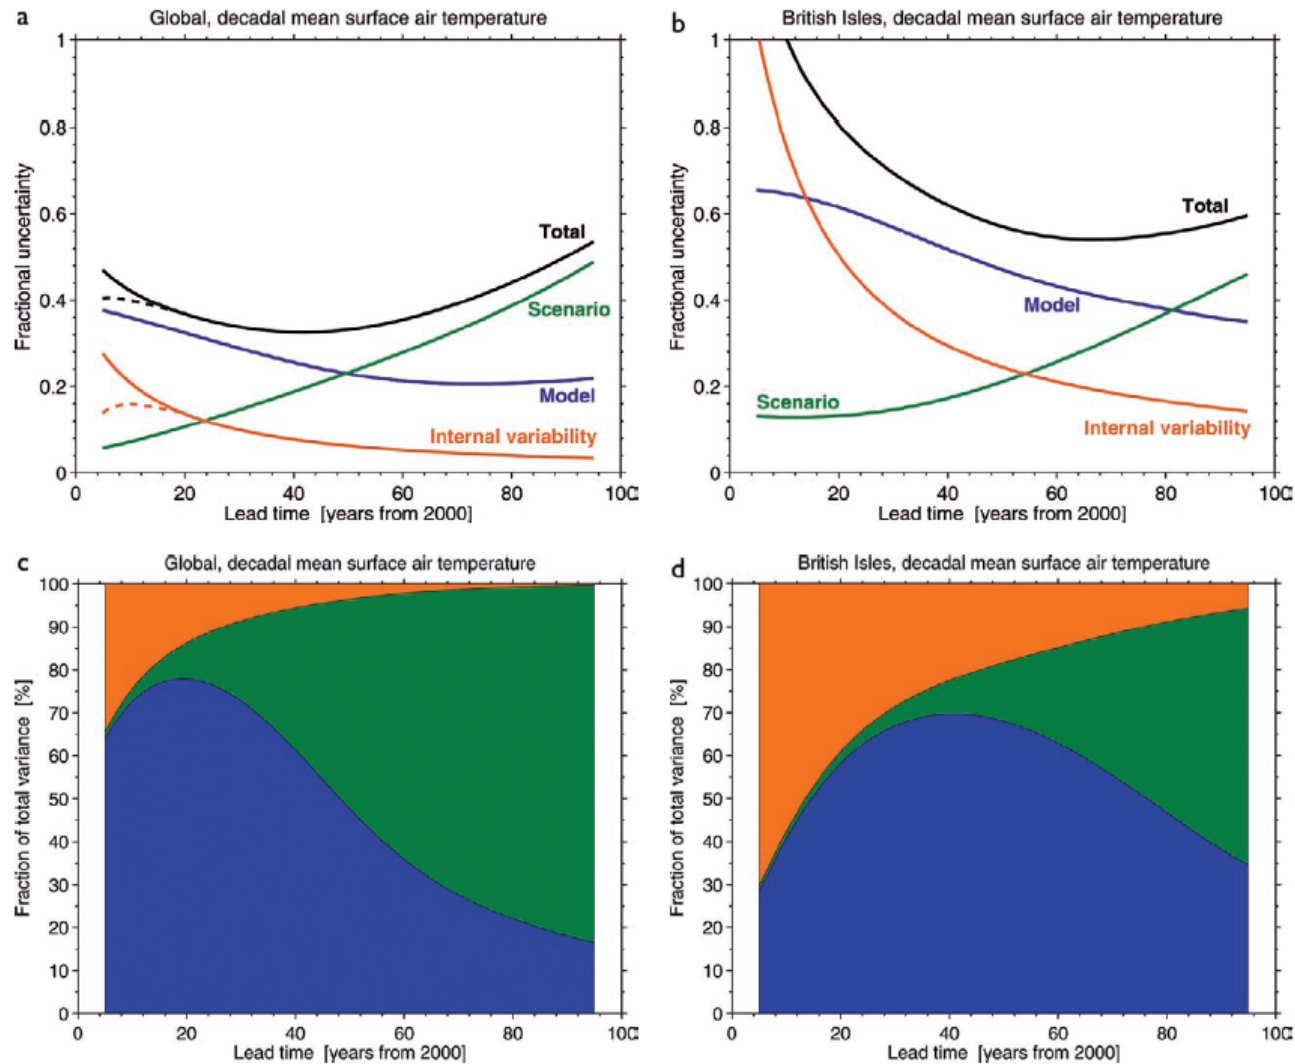 a Global, decadal mean surface air temperature
1
0.8
0.6
0.4
0.2
0
Fractional uncertainty
Total
Scenario
Model
Internal variability
0 20 40 60 80 100
Lead time [years from 2000]
b British Isles, decadal mean surface air temperature
1
0.8
0.6
0.4
0.2
0
Fractional uncertainty
Total
Model
Scenario
Internal variability
0 20 40 60 80 100
Lead time [years from 2000]
c Global, decadal mean surface air temperature
100
90
80
70
60
50
40
30
20
10
0
Fraction of total variance [%]
0 20 40 60 80 100
Lead time [years from 2000]
d British Isles, decadal mean surface air temperature
100
90
80
70
60
50
40
30
20
10
0
Fraction of total variance [%]
0 20 40 60 80 100
Lead time [years from 2000]